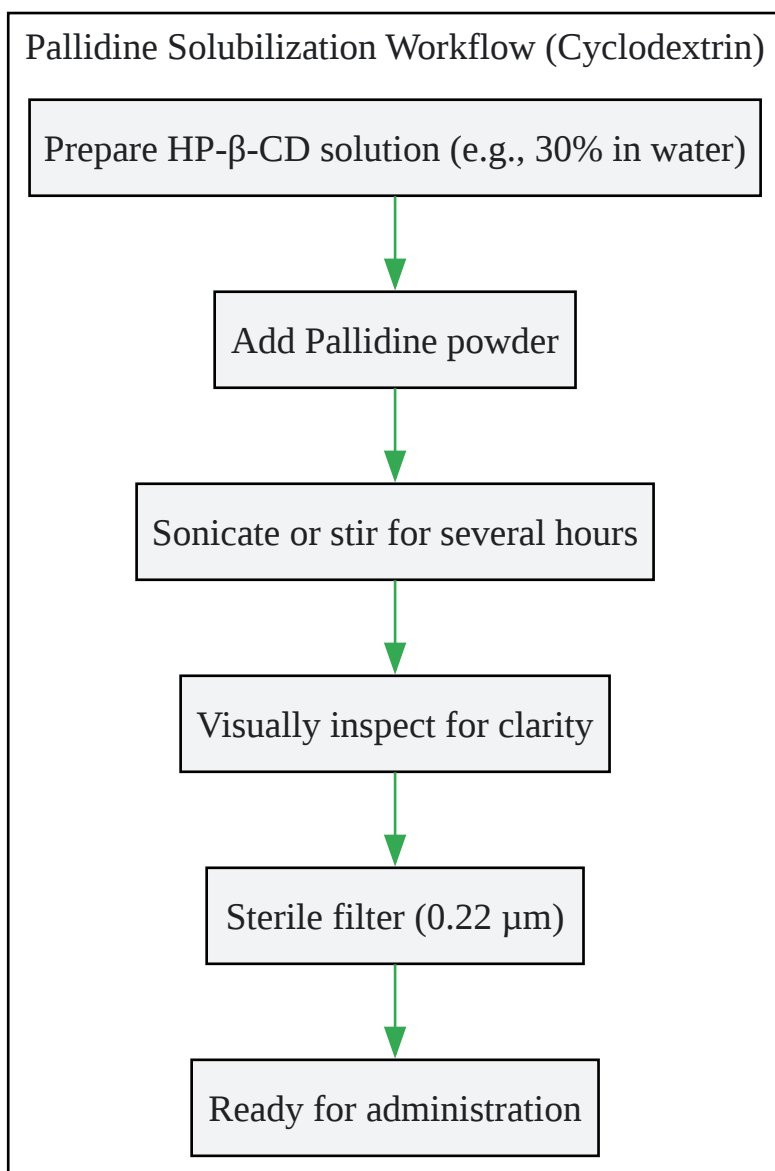 Pallidine Solubilization Workflow (Cyclodextrin)
Prepare HP-β-CD solution (e.g., 30% in water)
Add Pallidine powder
Sonicate or stir for several hours
Visually inspect for clarity
Sterile filter (0.22 µm)
Ready for administration